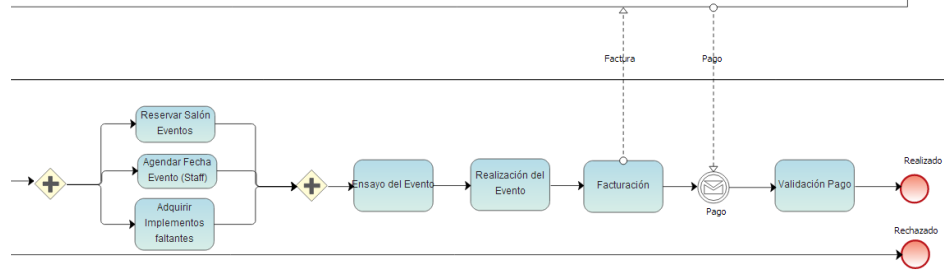 Factura
Pago
Reservar Salón
Eventos
Agendar Fecha
Evento (Staff)
Adquirir
Implementos
faltantes
Ensayo del Evento
Realización del
Evento
Facturación
Pago
Validación Pago
Realizado
Rechazado